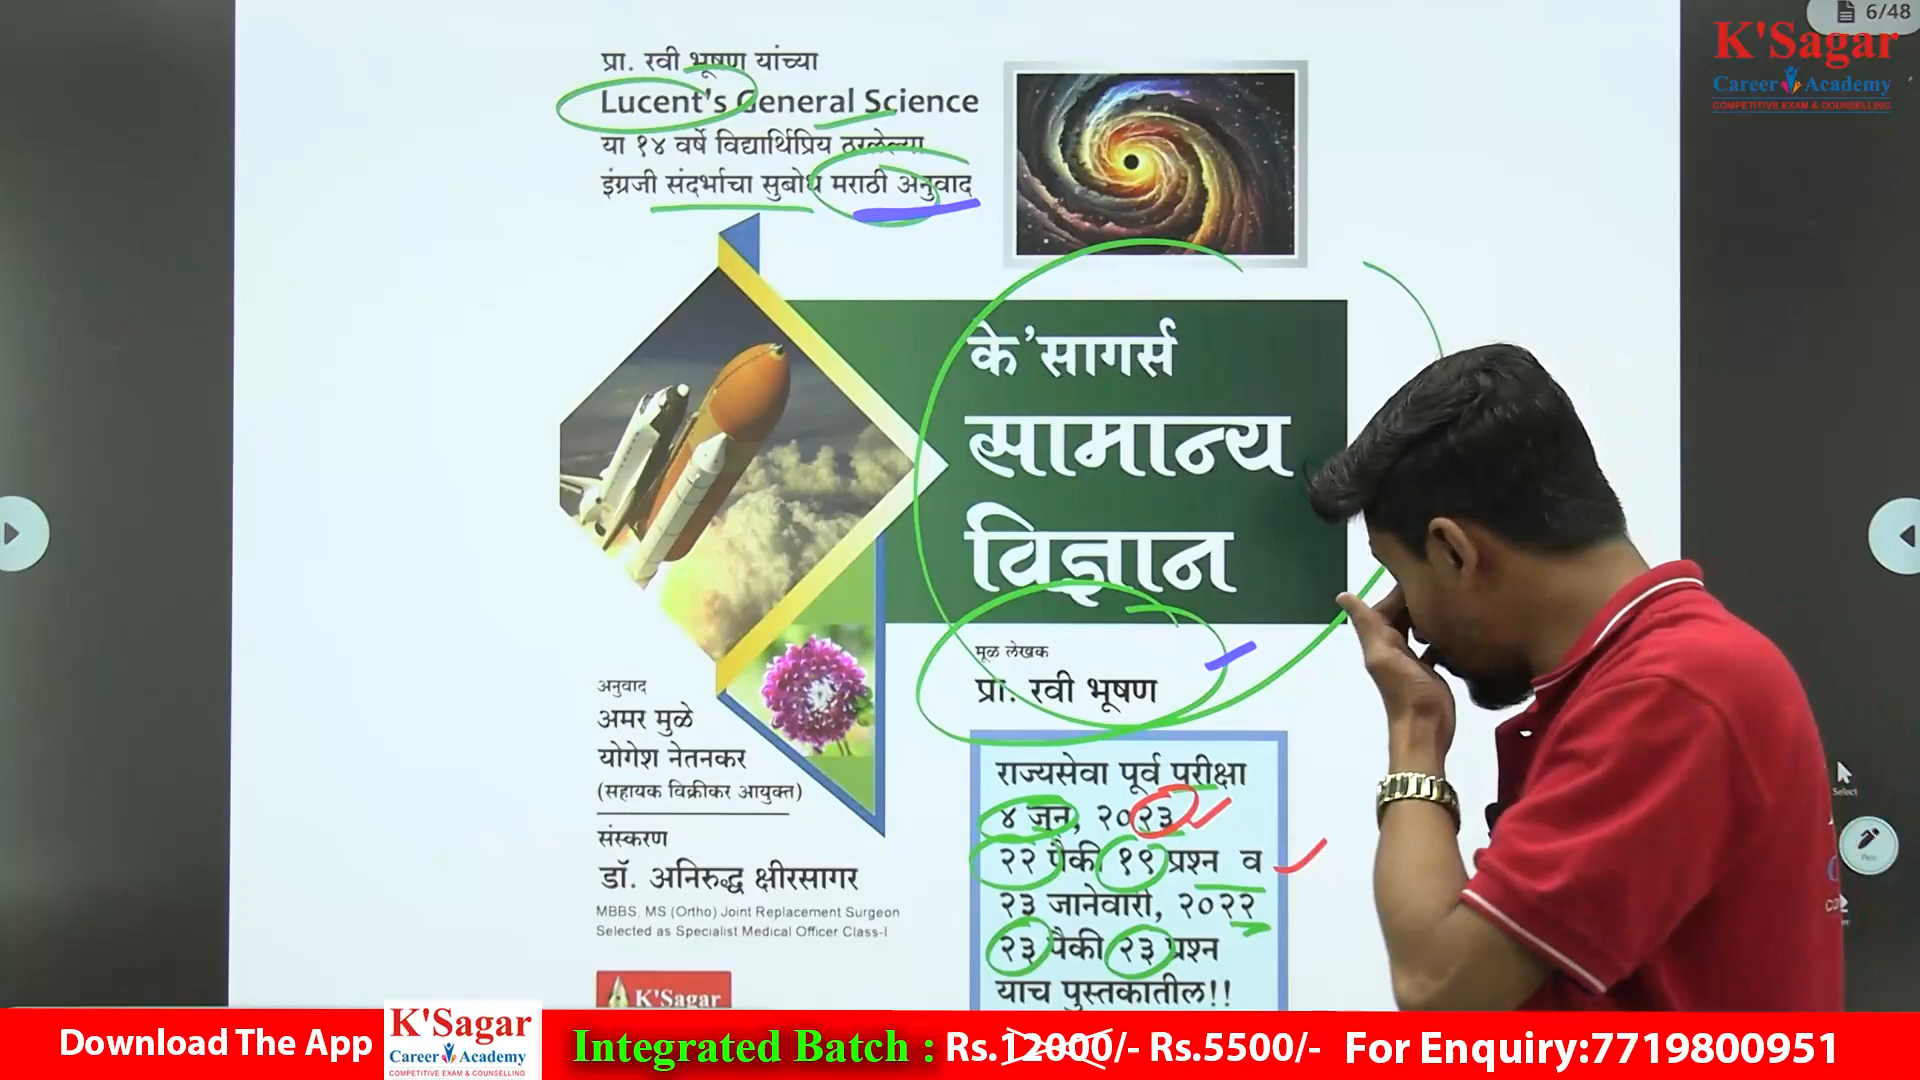 6/48
K'Sagar
Career Academy
COMPETITIVE EXAM & COUNSELLING
प्रा. रवी भूषण यांच्या
Lucent's General Science
या १४ वर्षे विद्यार्थिप्रिय ठरलेल्या
इंग्रजी संदर्भाचा सुबोध मराठी अनुवाद
के'सागर्स
सामान्य
विज्ञान
मूळ लेखक
प्रा. रवी भूषण
अनुवाद
अमर मुळे
योगेश नेतनकर
(सहायक विक्रीकर आयुक्त)
संस्करण
डॉ. अनिरुद्ध क्षीरसागर
MBBS, MS (Ortho) Joint Replacement Surgeon
Selected as Specialist Medical Officer Class-I
K'Sagar
राज्यसेवा पूर्व परीक्षा
४ जून, २०२३
२२ पैकी १९ प्रश्न व
२३ जानेवारी, २०२२
२३ पैकी २३ प्रश्न
याच पुस्तकातील!!
Select
Pen
Download The App
K'Sagar
Career Academy
COMPETITIVE EXAM & COUNSELLING
Integrated Batch : Rs.12000/- Rs.5500/- For Enquiry:7719800951